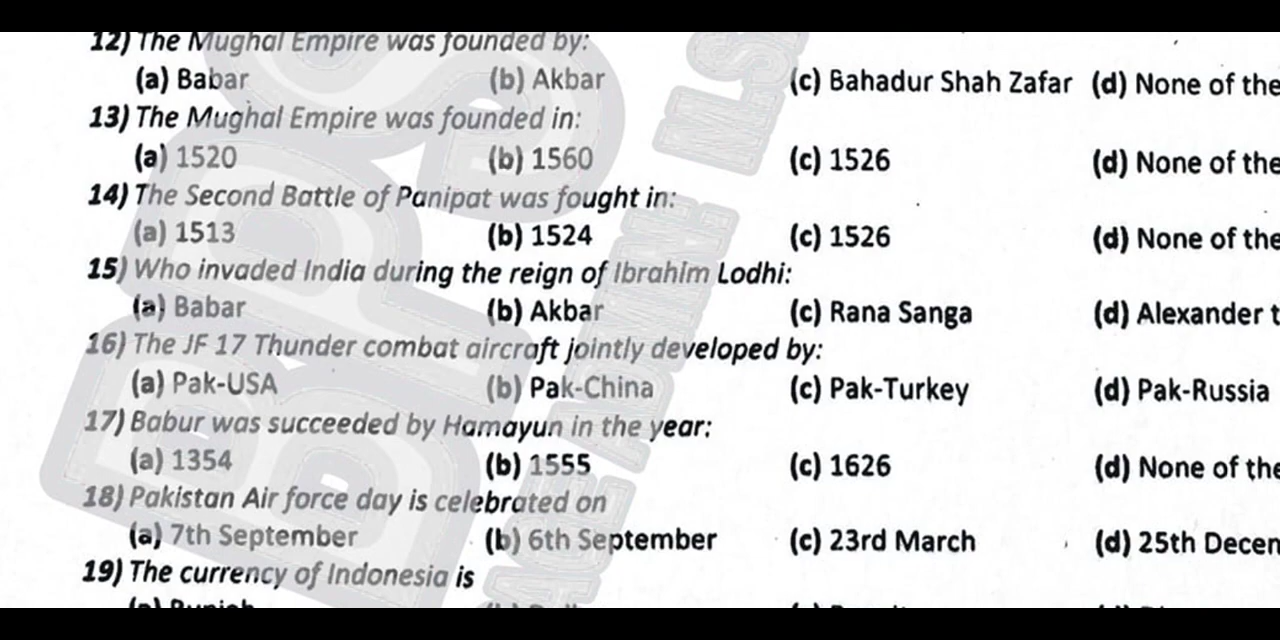 12) The Mughal Empire was founded by:
(a) Babar (b) Akbar (c) Bahadur Shah Zafar (d) None of the
13) The Mughal Empire was founded in:
(a) 1520 (b) 1560 (c) 1526 (d) None of the
14) The Second Battle of Panipat was fought in:
(a) 1513 (b) 1524 (c) 1526 (d) None of the
15) Who invaded India during the reign of Ibrahim Lodhi:
(a) Babar (b) Akbar (c) Rana Sanga (d) Alexander t
16) The JF 17 Thunder combat aircraft jointly developed by:
(a) Pak-USA (b) Pak-China (c) Pak-Turkey (d) Pak-Russia
17) Babur was succeeded by Hamayun in the year:
(a) 1354 (b) 1555 (c) 1626 (d) None of the
18) Pakistan Air force day is celebrated on
(a) 7th September (b) 6th September (c) 23rd March (d) 25th Decem
19) The currency of Indonesia is